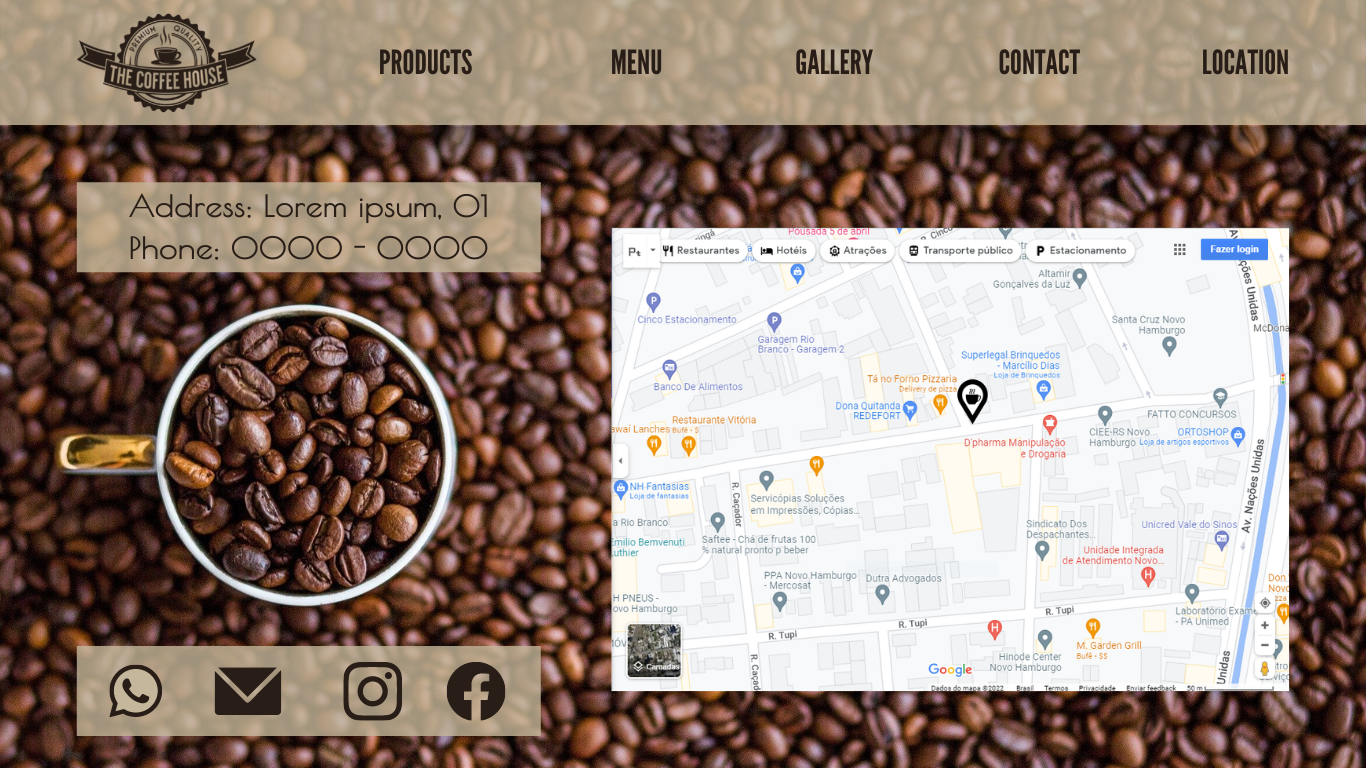 PREMIUM QUALITY
THE COFFEE HOUSE
PRODUCTS
MENU
GALLERY
CONTACT
LOCATION
Address: Lorem ipsum, 01
Phone: 0000 - 0000
Pousada 5 de abril
Restaurantes
Hotéis
Atrações
Transporte público
P Estacionamento
Fazer login
Altamir
Gonçalves da Luz
Av. Nações Unidas
Cinco Estacionamento
Garagem Rio
Branco - Garagem 2
Santa Cruz Novo
Hamburgo
Superlegal Brinquedos
- Marcílio Dias
Loja de Brinquedos
Banco De Alimentos
Tá no Forno Pizzaria
Delivery de pizza
Dona Quitanda
REDEFORT
FATTO CONCURSOS
Restaurante Vitória
Bufê - $
awaí Lanches
CIEE-RS Novo
Hamburgo
ORTOSHOP
Loja de artigos esportivos
D'pharma Manipulação
e Drogaria
NH Fantasias
Loja de fantasias
R. Caçador
Servicópias Soluções
em Impressões, Cópias...
a Rio Branco
Emilio Bemvenuti
uthier
Saftee - Chá de frutas 100
% natural pronto p beber
Sindicato Dos
Despachantes...
Unicred Vale do Sinos
Av. Nações Unidas
Unidade Integrada
de Atendimento Novo...
PPA Novo Hamburgo
- Mercosat
Dutra Advogados
H PNEUS -
ovo Hamburgo
R. Tupi
R. Tupi
R. Tupi
Laboratório Exame
- PA Unimed
Hinode Center
Novo Hamburgo
M. Garden Grill
Bufê - $$
R. Caçador
Camadas
Google
Dados do mapa ©2022
Brasil
Termos
Privacidade
Enviar feedback
50 m